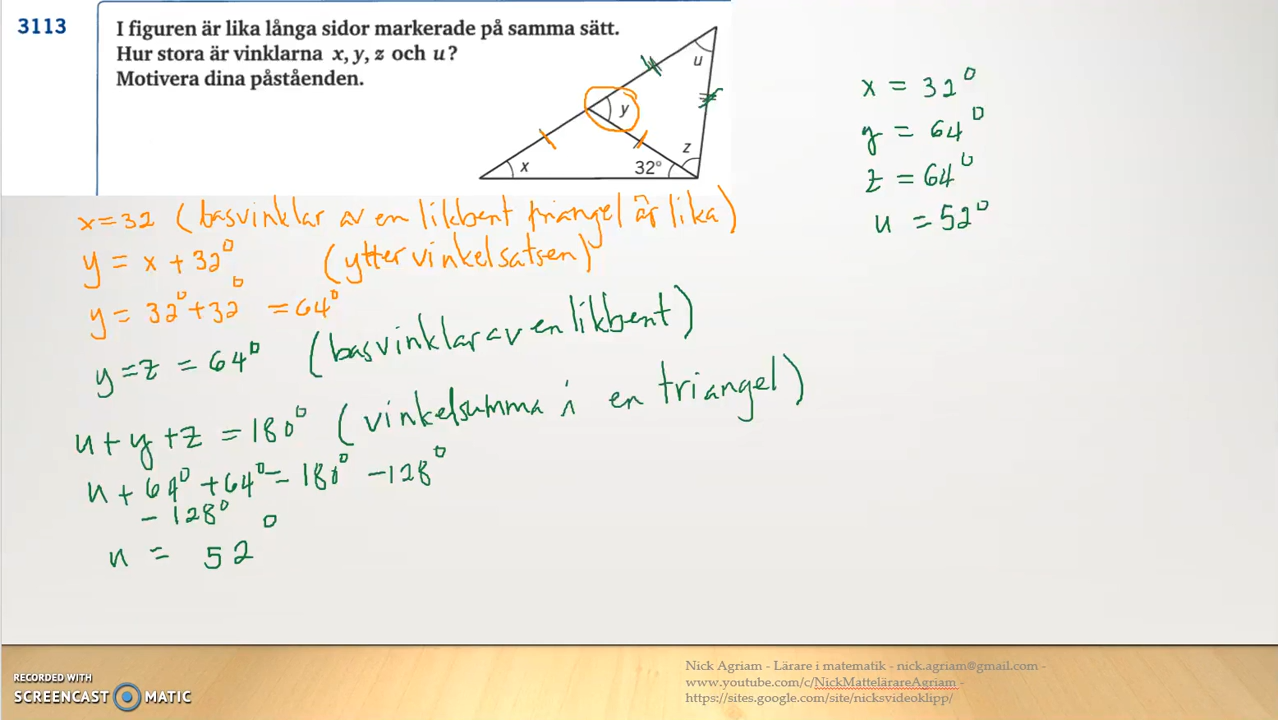 3113
I figuren är lika långa sidor markerade på samma sätt.
Hur stora är vinklarna x, y, z och u?
Motivera dina påståenden.
u
y
z
x
32°
x = 32°
y = 64°
z = 64°
u = 52°
x = 32 (basvinklar av en likbent triangel är lika)
y = x + 32° (yttervinkelsatsen)
y = 32° + 32° = 64°
y = z = 64° (basvinklar av en likbent)
u + y + z = 180° (vinkelsumma i en triangel)
u + 64° + 64° = 180° - 128°
- 128°
u = 52°
RECORDED WITH
SCREENCAST MATIC
Nick Agriam - Lärare i matematik - nick.agriam@gmail.com -
www.youtube.com/c/NickMattelärareAgriam -
https://sites.google.com/site/nicksvideoklipp/